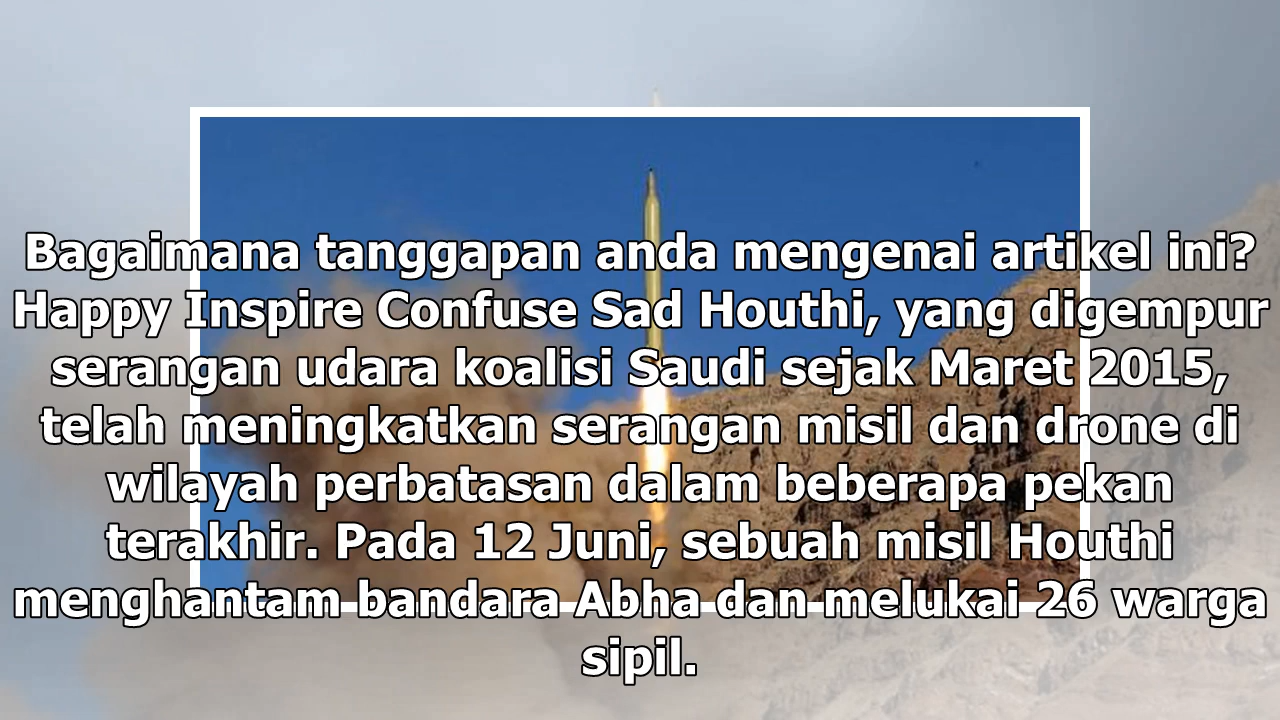 Bagaimana tanggapan anda mengenai artikel ini?
Happy Inspire Confuse Sad Houthi, yang digempur
serangan udara koalisi Saudi sejak Maret 2015,
telah meningkatkan serangan misil dan drone di
wilayah perbatasan dalam beberapa pekan
terakhir. Pada 12 Juni, sebuah misil Houthi
menghantam bandara Abha dan melukai 26 warga
sipil.